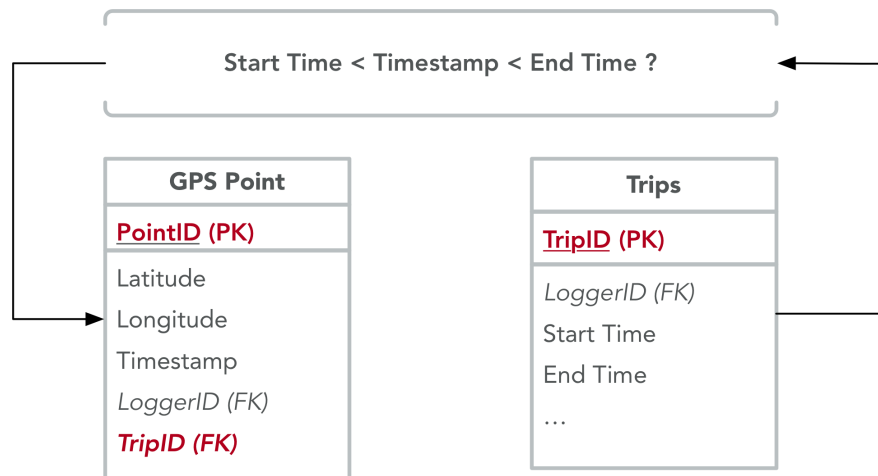 Start Time < Timestamp < End Time ?
GPS Point
PointID (PK)
Latitude
Longitude
Timestamp
LoggerID (FK)
TripID (FK)
Trips
TripID (PK)
LoggerID (FK)
Start Time
End Time
…